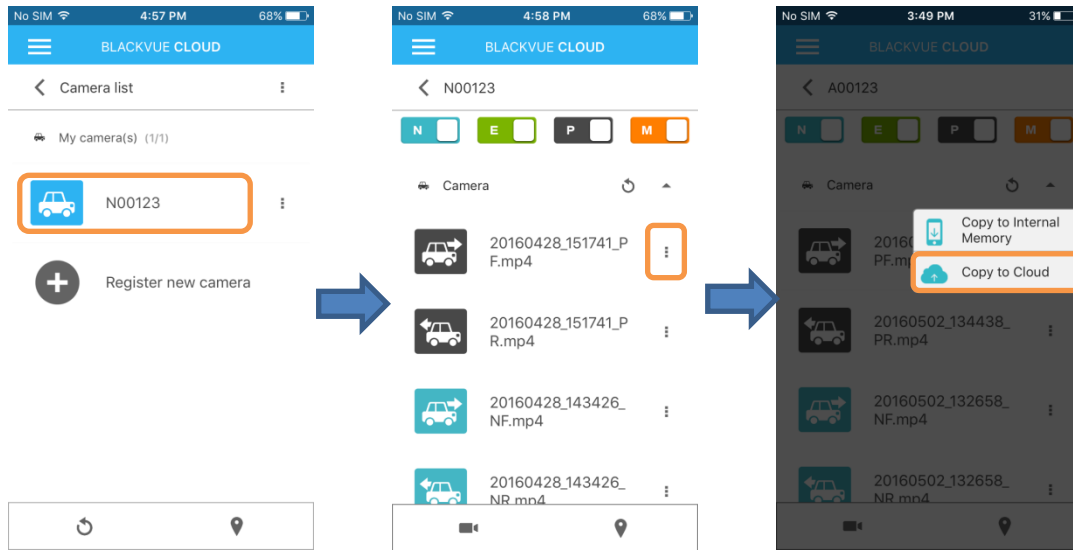 No SIM 4:57 PM 68%
BLACKVUE CLOUD
Camera list
My camera(s) (1/1)
N00123
Register new camera
No SIM 4:58 PM 68%
BLACKVUE CLOUD
N00123
N E P M
Camera
20160428_151741_P
F.mp4
20160428_151741_P
R.mp4
20160428_143426_
NF.mp4
20160428_143426_
NR.mp4
No SIM 3:49 PM 31%
BLACKVUE CLOUD
A00123
N E P M
Camera
Copy to Internal
Memory
Copy to Cloud
20160502_134438_
PR.mp4
20160502_132658_
NF.mp4
20160502_132658_
NR.mp4